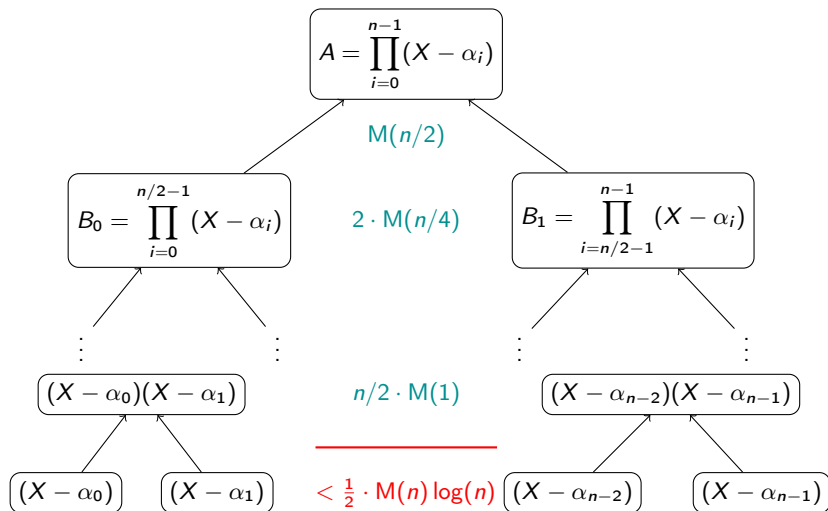 A = ∏_{i=0}^{n−1} (X − α_i)
M(n/2)
B_0 = ∏_{i=0}^{n/2−1} (X − α_i) 2 · M(n/4) B_1 = ∏_{i=n/2−1}^{n−1} (X − α_i)
⋮ ⋮ ⋮ ⋮
(X − α_0)(X − α_1) n/2 · M(1) (X − α_{n−2})(X − α_{n−1})
(X − α_0) (X − α_1) < 1/2 · M(n) log(n) (X − α_{n−2}) (X − α_{n−1})